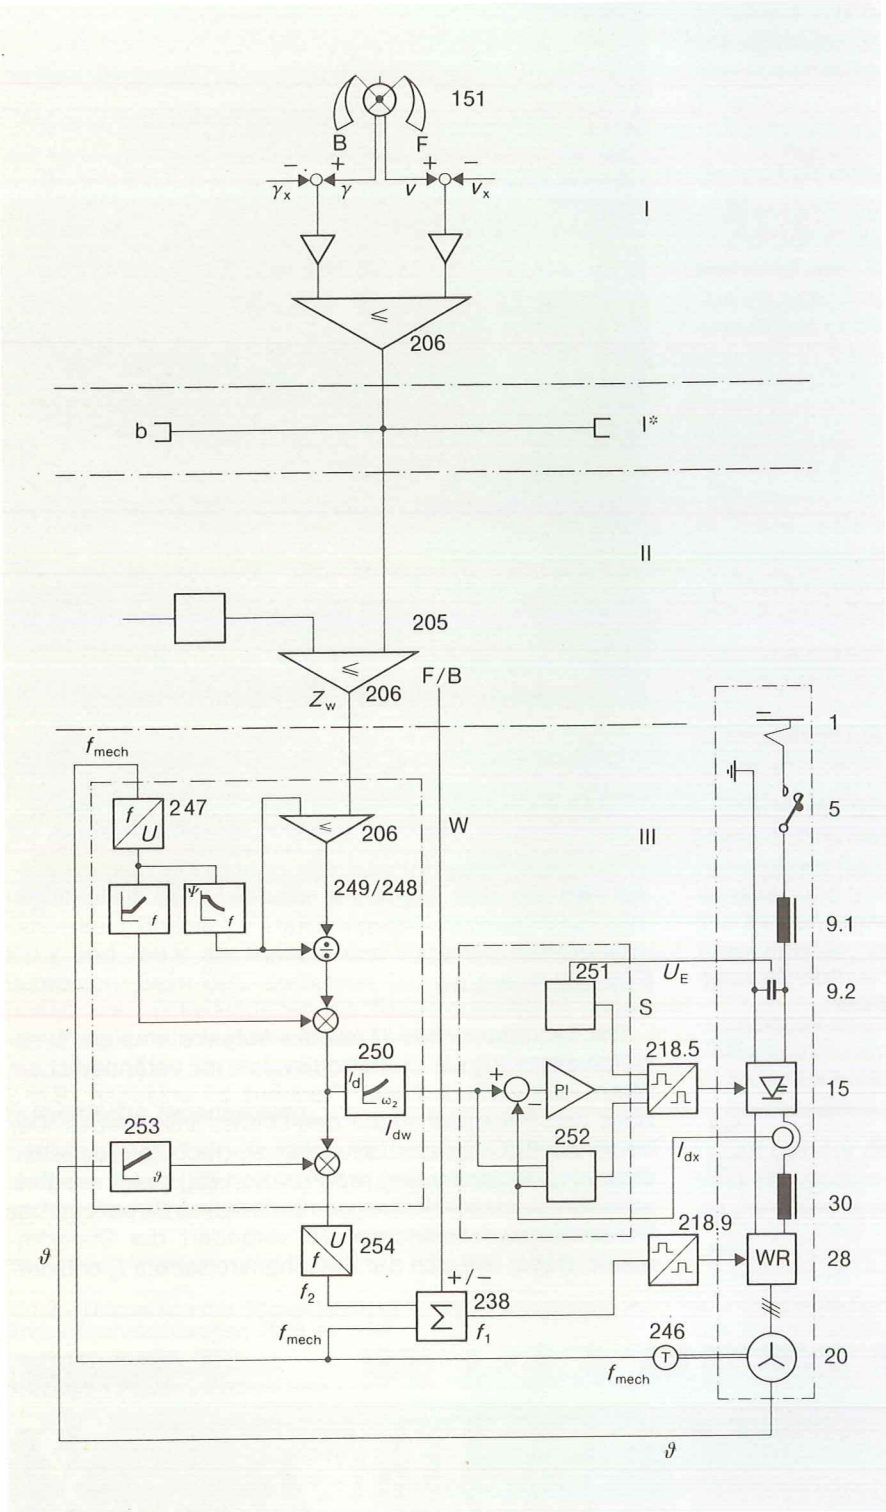 151
B F
− + + −
γx γ v vx
I
≤
206
b I*
II
205
≤
F/B
Zw 206
1
fmech
f
U
247
5
≤
206
W
III
249/248
f
Ψ
f
9.1
÷
251
UE
S
9.2
250
218.5
Id
ω2
+
−
PI
15
Idw
253
252
Idx
ϑ
30
218.9
U
f
254
WR
28
ϑ
f2
+/−
Σ
238
f1
fmech
246
T
20
fmech
ϑ